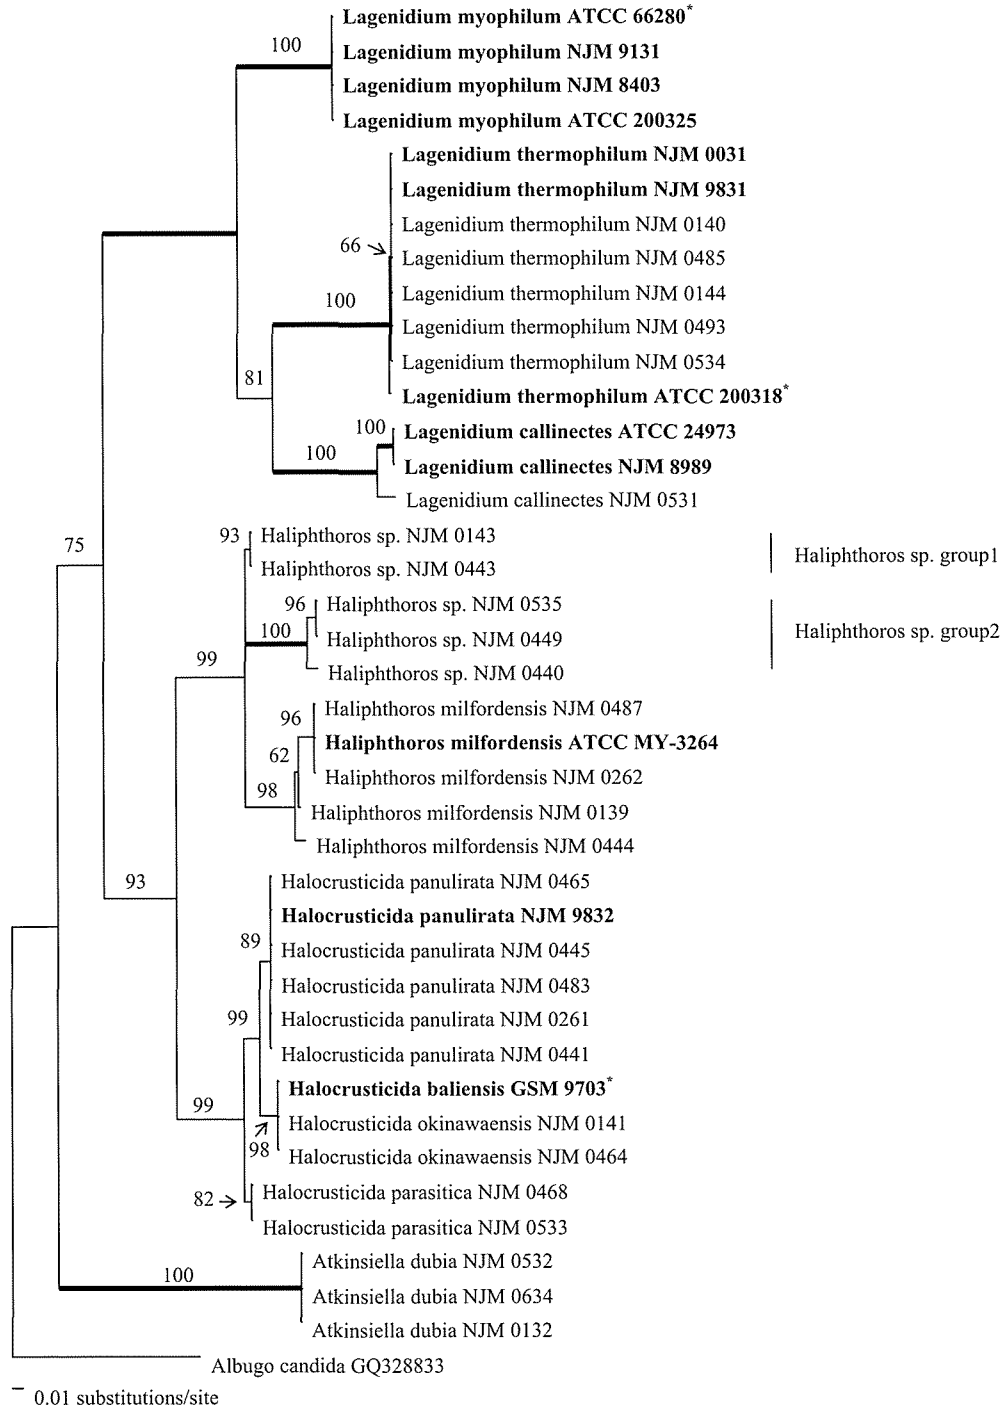 Lagenidium myophilum ATCC 66280*
100
Lagenidium myophilum NJM 9131
Lagenidium myophilum NJM 8403
Lagenidium myophilum ATCC 200325
Lagenidium thermophilum NJM 0031
Lagenidium thermophilum NJM 9831
Lagenidium thermophilum NJM 0140
66
Lagenidium thermophilum NJM 0485
Lagenidium thermophilum NJM 0144
100
Lagenidium thermophilum NJM 0493
Lagenidium thermophilum NJM 0534
81
Lagenidium thermophilum ATCC 200318*
100
Lagenidium callinectes ATCC 24973
100
Lagenidium callinectes NJM 8989
Lagenidium callinectes NJM 0531
93
Haliphthoros sp. NJM 0143
75
Haliphthoros sp. group1
Haliphthoros sp. NJM 0443
96
Haliphthoros sp. NJM 0535
100
Haliphthoros sp. group2
Haliphthoros sp. NJM 0449
99
Haliphthoros sp. NJM 0440
96
Haliphthoros milfordensis NJM 0487
Haliphthoros milfordensis ATCC MY-3264
62
Haliphthoros milfordensis NJM 0262
98
Haliphthoros milfordensis NJM 0139
Haliphthoros milfordensis NJM 0444
93
Halocrusticida panulirata NJM 0465
Halocrusticida panulirata NJM 9832
89
Halocrusticida panulirata NJM 0445
Halocrusticida panulirata NJM 0483
99
Halocrusticida panulirata NJM 0261
Halocrusticida panulirata NJM 0441
Halocrusticida baliensis GSM 9703*
99
Halocrusticida okinawaensis NJM 0141
98
Halocrusticida okinawaensis NJM 0464
82
Halocrusticida parasitica NJM 0468
Halocrusticida parasitica NJM 0533
Atkinsiella dubia NJM 0532
100
Atkinsiella dubia NJM 0634
Atkinsiella dubia NJM 0132
Albugo candida GQ328833
0.01 substitutions/site